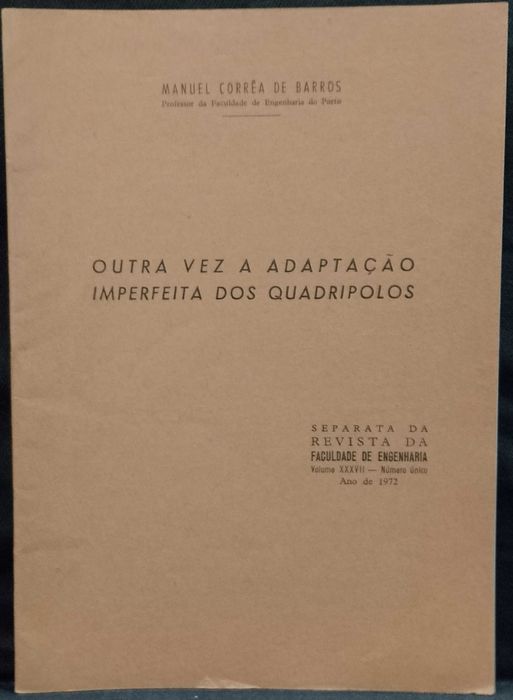 MANUEL CORRÊA DE BARROS
Professor da Faculdade de Engenharia do Porto
OUTRA VEZ A ADAPTAÇÃO
IMPERFEITA DOS QUADRIPOLOS
SEPARATA DA
REVISTA DA
FACULDADE DE ENGENHARIA
Volume XXXVII — Número único
Ano de 1972